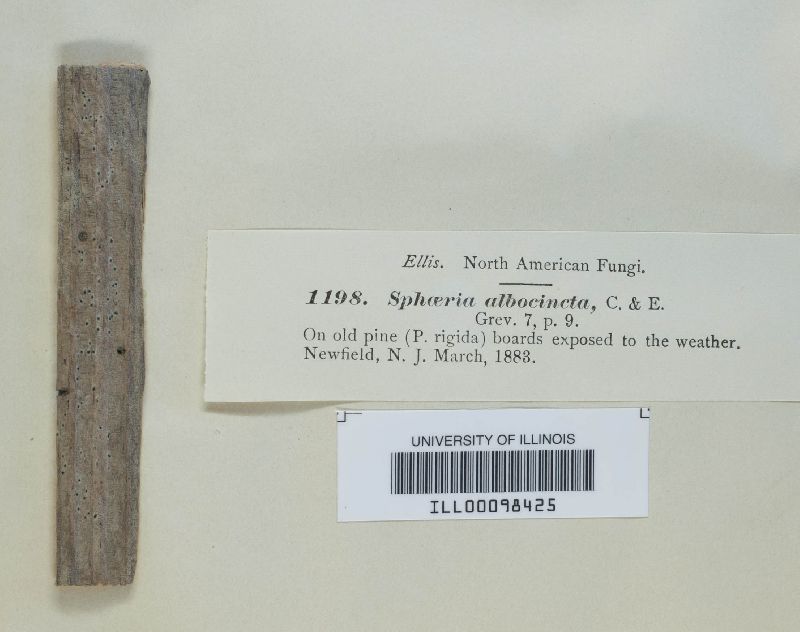 Ellis. North American Fungi.
1198. Sphæria albocincta, C. & E.
Grev. 7, p. 9.
On old pine (P. rigida) boards exposed to the weather.
Newfield, N. J. March, 1883.
UNIVERSITY OF ILLINOIS
ILL00098425